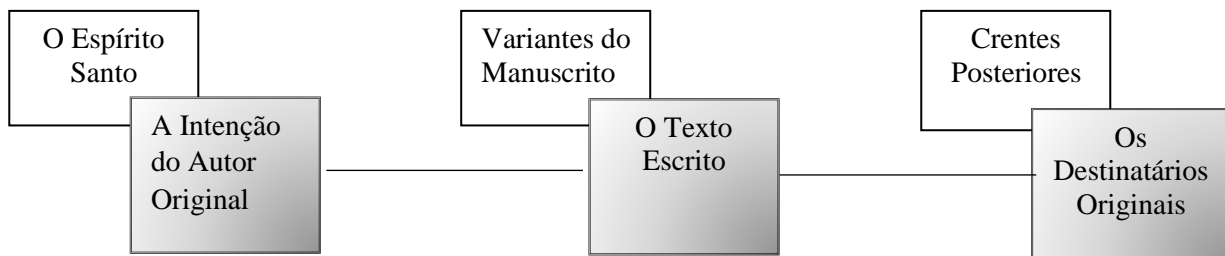 O Espírito
Santo
A Intenção
do Autor
Original
Variantes do
Manuscrito
O Texto
Escrito
Crentes
Posteriores
Os
Destinatários
Originais